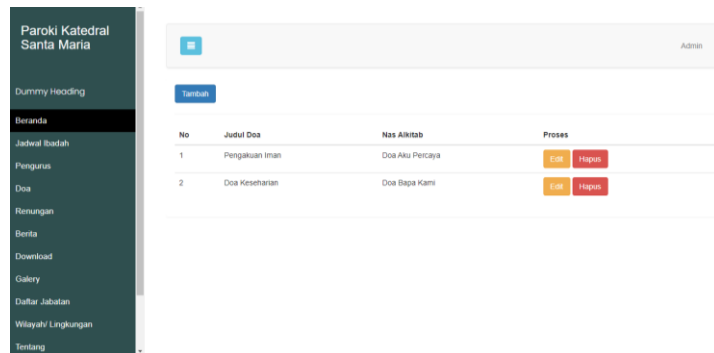 Paroki Katedral
Santa Maria
Admin
Dummy Heading
Tambah
Beranda
Jadwal Ibadah
Pengurus
Doa
Renungan
Berita
Download
Galery
Daftar Jabatan
Wilayah/ Lingkungan
Tentang
No Judul Doa Nas Alkitab Proses
1 Pengakuan Iman Doa Aku Percaya Edit Hapus
2 Doa Keseharian Doa Bapa Kami Edit Hapus